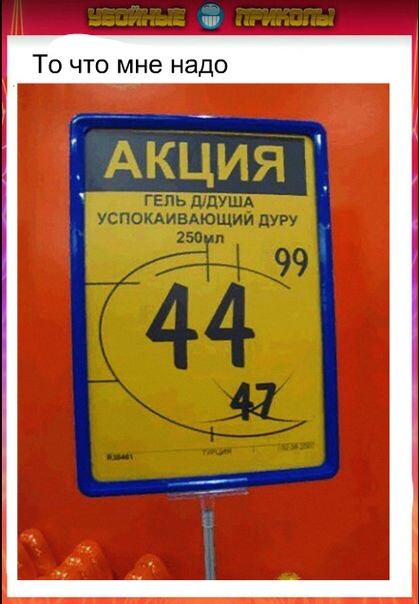 УБОЙНЫЕ ПРИКОЛЫ
То что мне надо
АКЦИЯ
ГЕЛЬ Д/ДУША
УСПОКАИВАЮЩИЙ ДУРУ
250мл
99
44
47
ТУРЦИЯ